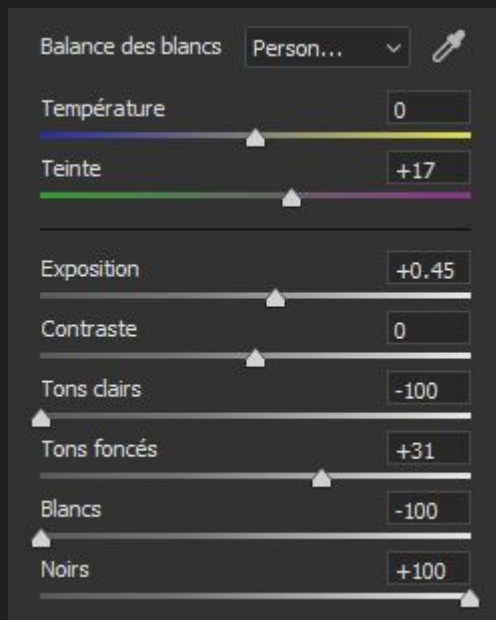 Balance des blancs Person...
Température 0
Teinte +17
Exposition +0.45
Contraste 0
Tons clairs -100
Tons foncés +31
Blancs -100
Noirs +100